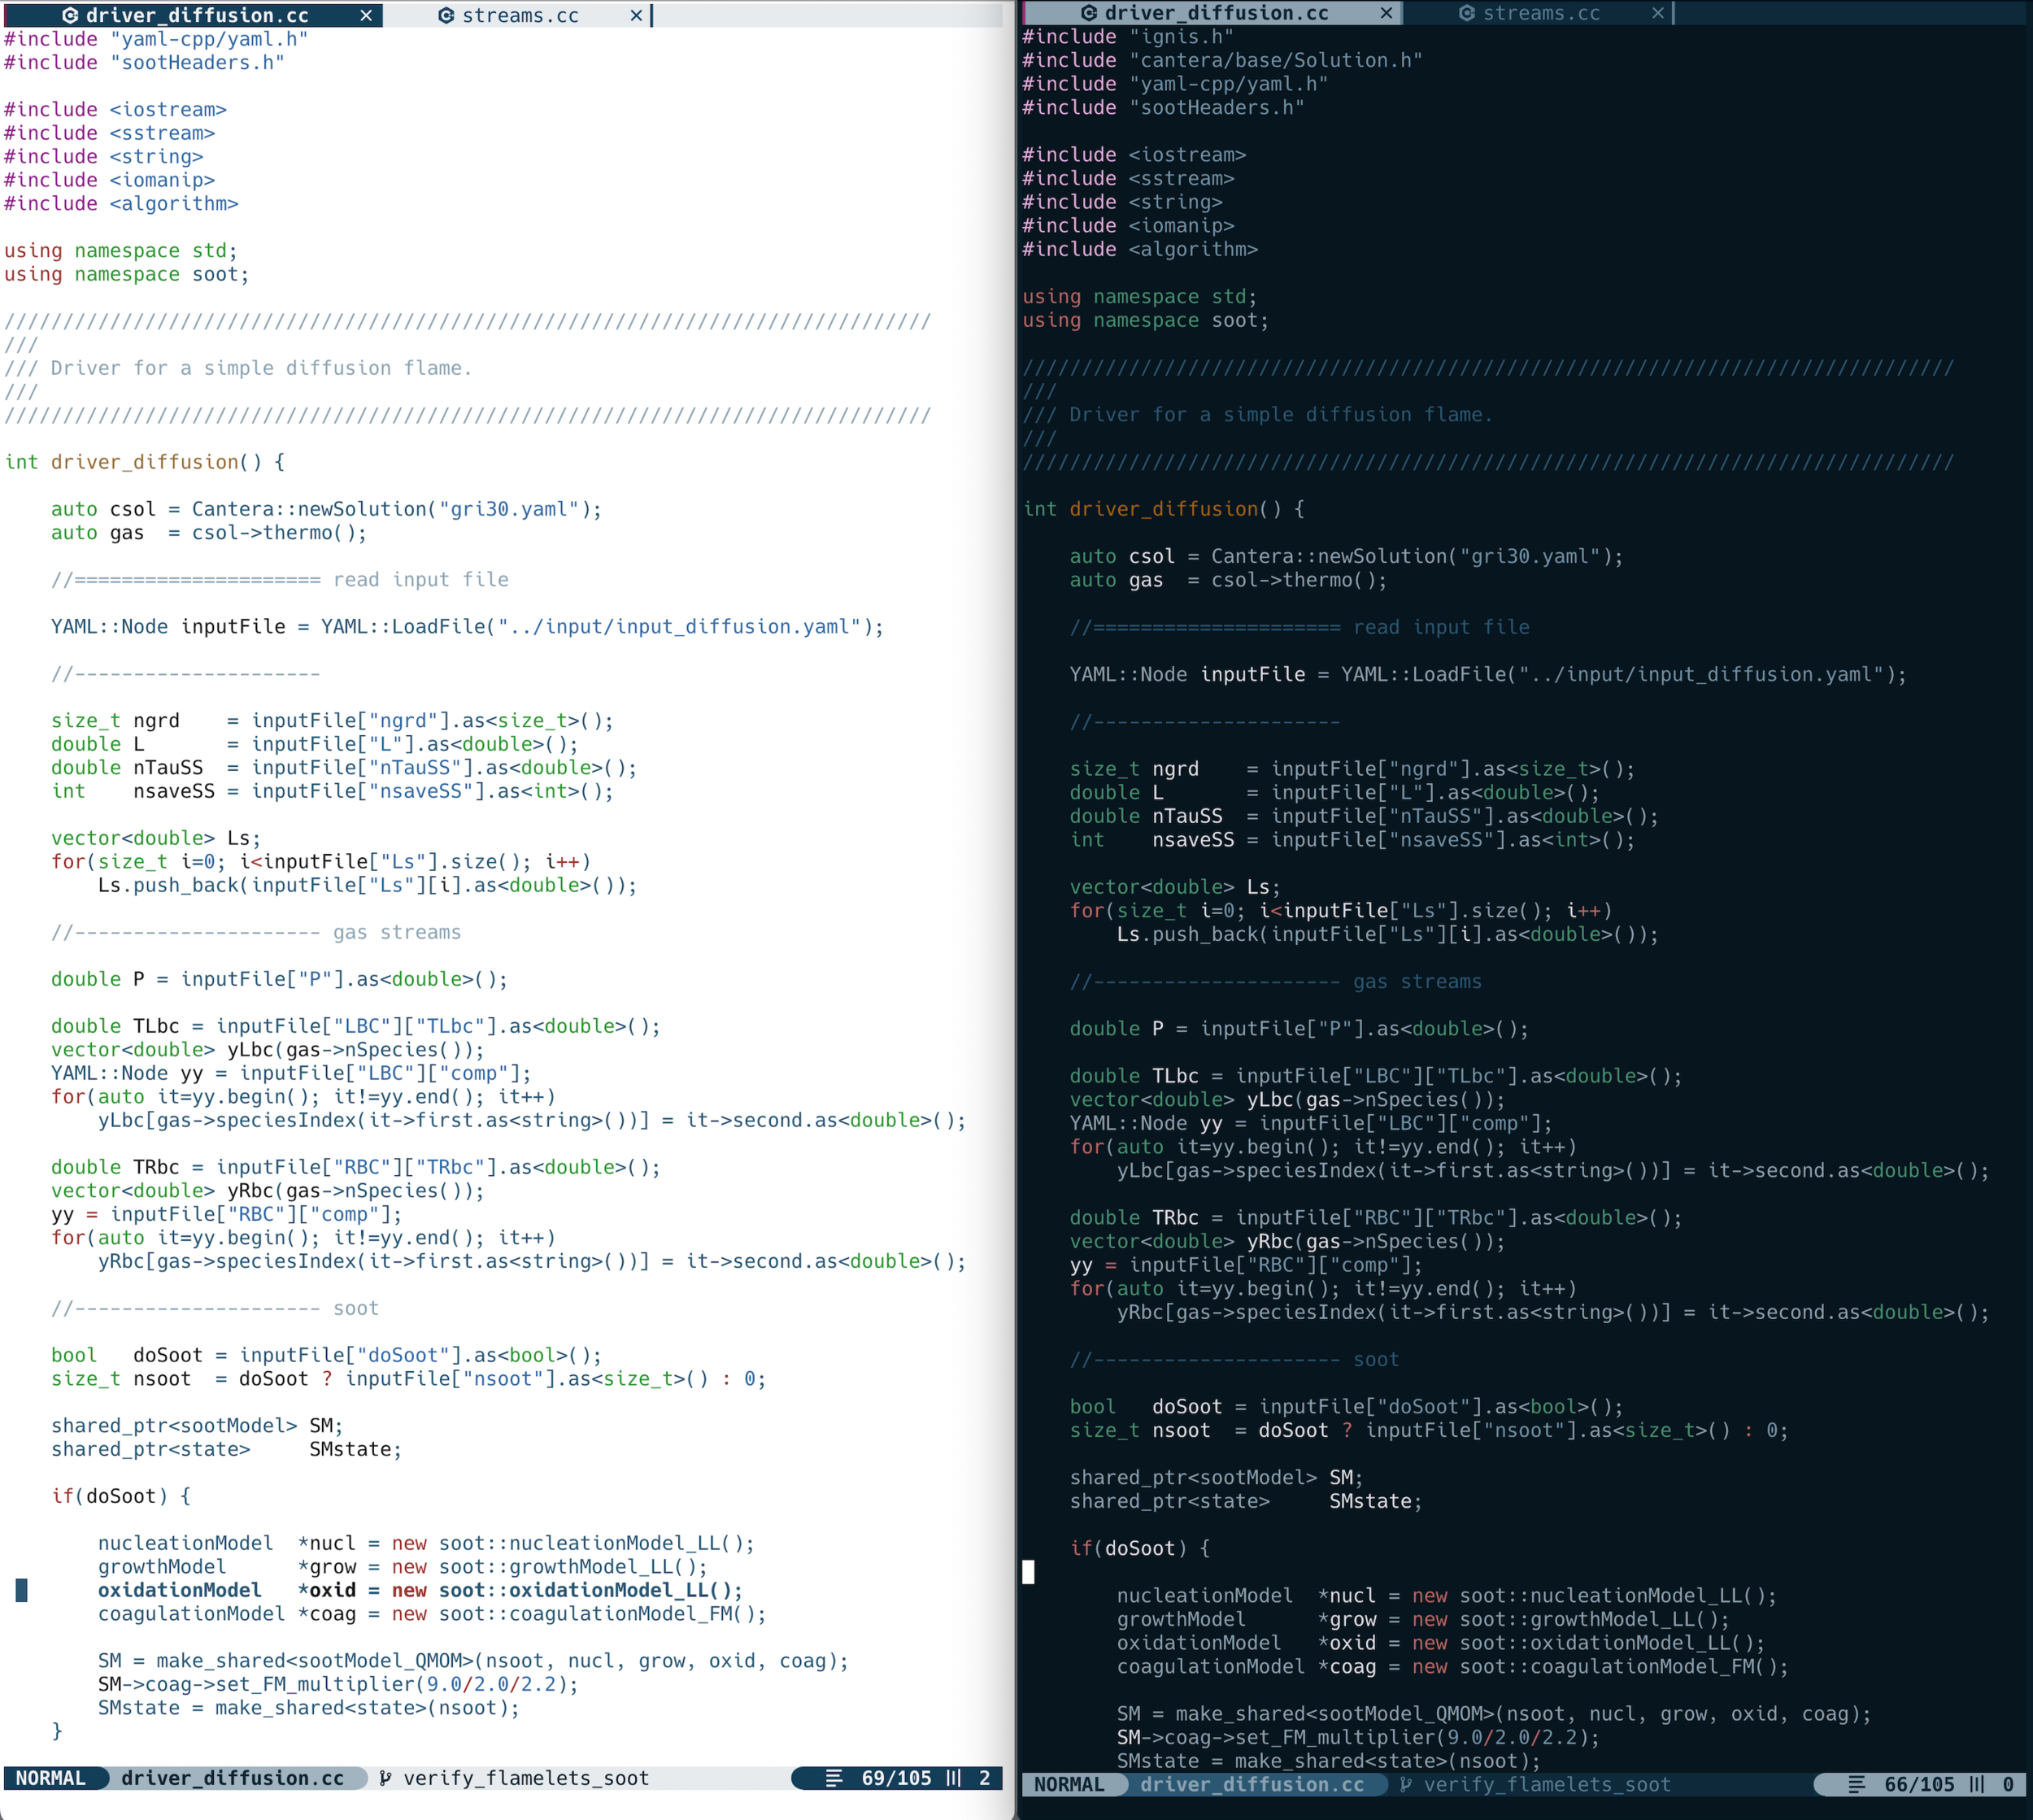 driver_diffusion.cc × streams.cc ×
#include "yaml-cpp/yaml.h"
#include "sootHeaders.h"

#include <iostream>
#include <sstream>
#include <string>
#include <iomanip>
#include <algorithm>

using namespace std;
using namespace soot;

///////////////////////////////////////////////////////////////////////////////
///
/// Driver for a simple diffusion flame.
///
///////////////////////////////////////////////////////////////////////////////

int driver_diffusion() {

    auto csol = Cantera::newSolution("gri30.yaml");
    auto gas  = csol->thermo();

    //===================== read input file

    YAML::Node inputFile = YAML::LoadFile("../input/input_diffusion.yaml");

    //---------------------

    size_t ngrd    = inputFile["ngrd"].as<size_t>();
    double L       = inputFile["L"].as<double>();
    double nTauSS  = inputFile["nTauSS"].as<double>();
    int    nsaveSS = inputFile["nsaveSS"].as<int>();

    vector<double> Ls;
    for(size_t i=0; i<inputFile["Ls"].size(); i++)
        Ls.push_back(inputFile["Ls"][i].as<double>());

    //--------------------- gas streams

    double P = inputFile["P"].as<double>();

    double TLbc = inputFile["LBC"]["TLbc"].as<double>();
    vector<double> yLbc(gas->nSpecies());
    YAML::Node yy = inputFile["LBC"]["comp"];
    for(auto it=yy.begin(); it!=yy.end(); it++)
        yLbc[gas->speciesIndex(it->first.as<string>())] = it->second.as<double>();

    double TRbc = inputFile["RBC"]["TRbc"].as<double>();
    vector<double> yRbc(gas->nSpecies());
    yy = inputFile["RBC"]["comp"];
    for(auto it=yy.begin(); it!=yy.end(); it++)
        yRbc[gas->speciesIndex(it->first.as<string>())] = it->second.as<double>();

    //--------------------- soot

    bool   doSoot = inputFile["doSoot"].as<bool>();
    size_t nsoot  = doSoot ? inputFile["nsoot"].as<size_t>() : 0;

    shared_ptr<sootModel> SM;
    shared_ptr<state>     SMstate;

    if(doSoot) {

        nucleationModel  *nucl = new soot::nucleationModel_LL();
        growthModel      *grow = new soot::growthModel_LL();
        oxidationModel   *oxid = new soot::oxidationModel_LL();
        coagulationModel *coag = new soot::coagulationModel_FM();

        SM = make_shared<sootModel_QMOM>(nsoot, nucl, grow, oxid, coag);
        SM->coag->set_FM_multiplier(9.0/2.0/2.2);
        SMstate = make_shared<state>(nsoot);
    }
NORMAL driver_diffusion.cc verify_flamelets_soot 69/105 2
driver_diffusion.cc × streams.cc ×
#include "ignis.h"
#include "cantera/base/Solution.h"
#include "yaml-cpp/yaml.h"
#include "sootHeaders.h"

#include <iostream>
#include <sstream>
#include <string>
#include <iomanip>
#include <algorithm>

using namespace std;
using namespace soot;

///////////////////////////////////////////////////////////////////////////////
///
/// Driver for a simple diffusion flame.
///
///////////////////////////////////////////////////////////////////////////////

int driver_diffusion() {

    auto csol = Cantera::newSolution("gri30.yaml");
    auto gas  = csol->thermo();

    //===================== read input file

    YAML::Node inputFile = YAML::LoadFile("../input/input_diffusion.yaml");

    //---------------------

    size_t ngrd    = inputFile["ngrd"].as<size_t>();
    double L       = inputFile["L"].as<double>();
    double nTauSS  = inputFile["nTauSS"].as<double>();
    int    nsaveSS = inputFile["nsaveSS"].as<int>();

    vector<double> Ls;
    for(size_t i=0; i<inputFile["Ls"].size(); i++)
        Ls.push_back(inputFile["Ls"][i].as<double>());

    //--------------------- gas streams

    double P = inputFile["P"].as<double>();

    double TLbc = inputFile["LBC"]["TLbc"].as<double>();
    vector<double> yLbc(gas->nSpecies());
    YAML::Node yy = inputFile["LBC"]["comp"];
    for(auto it=yy.begin(); it!=yy.end(); it++)
        yLbc[gas->speciesIndex(it->first.as<string>())] = it->second.as<double>();

    double TRbc = inputFile["RBC"]["TRbc"].as<double>();
    vector<double> yRbc(gas->nSpecies());
    yy = inputFile["RBC"]["comp"];
    for(auto it=yy.begin(); it!=yy.end(); it++)
        yRbc[gas->speciesIndex(it->first.as<string>())] = it->second.as<double>();

    //--------------------- soot

    bool   doSoot = inputFile["doSoot"].as<bool>();
    size_t nsoot  = doSoot ? inputFile["nsoot"].as<size_t>() : 0;

    shared_ptr<sootModel> SM;
    shared_ptr<state>     SMstate;

    if(doSoot) {

        nucleationModel  *nucl = new soot::nucleationModel_LL();
        growthModel      *grow = new soot::growthModel_LL();
        oxidationModel   *oxid = new soot::oxidationModel_LL();
        coagulationModel *coag = new soot::coagulationModel_FM();

        SM = make_shared<sootModel_QMOM>(nsoot, nucl, grow, oxid, coag);
        SM->coag->set_FM_multiplier(9.0/2.0/2.2);
        SMstate = make_shared<state>(nsoot);
NORMAL driver_diffusion.cc verify_flamelets_soot 66/105 0